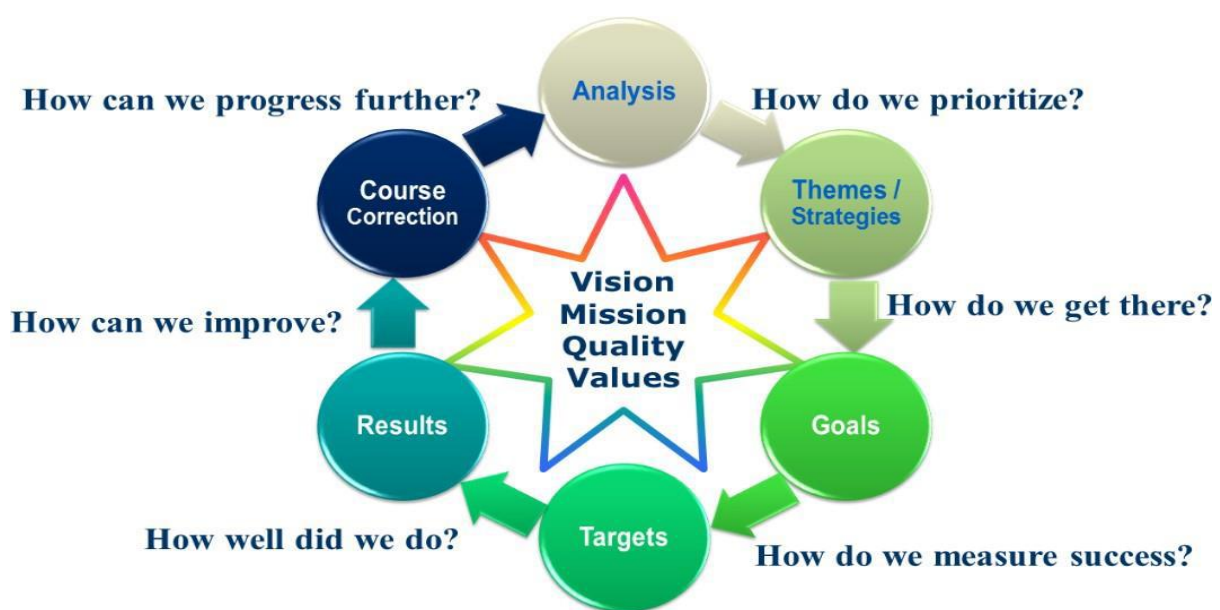 Analysis
How do we prioritize?
Themes /
Strategies
How do we get there?
Goals
How do we measure success?
Targets
How well did we do?
Results
How can we improve?
Course
Correction
How can we progress further?
Vision
Mission
Quality
Values